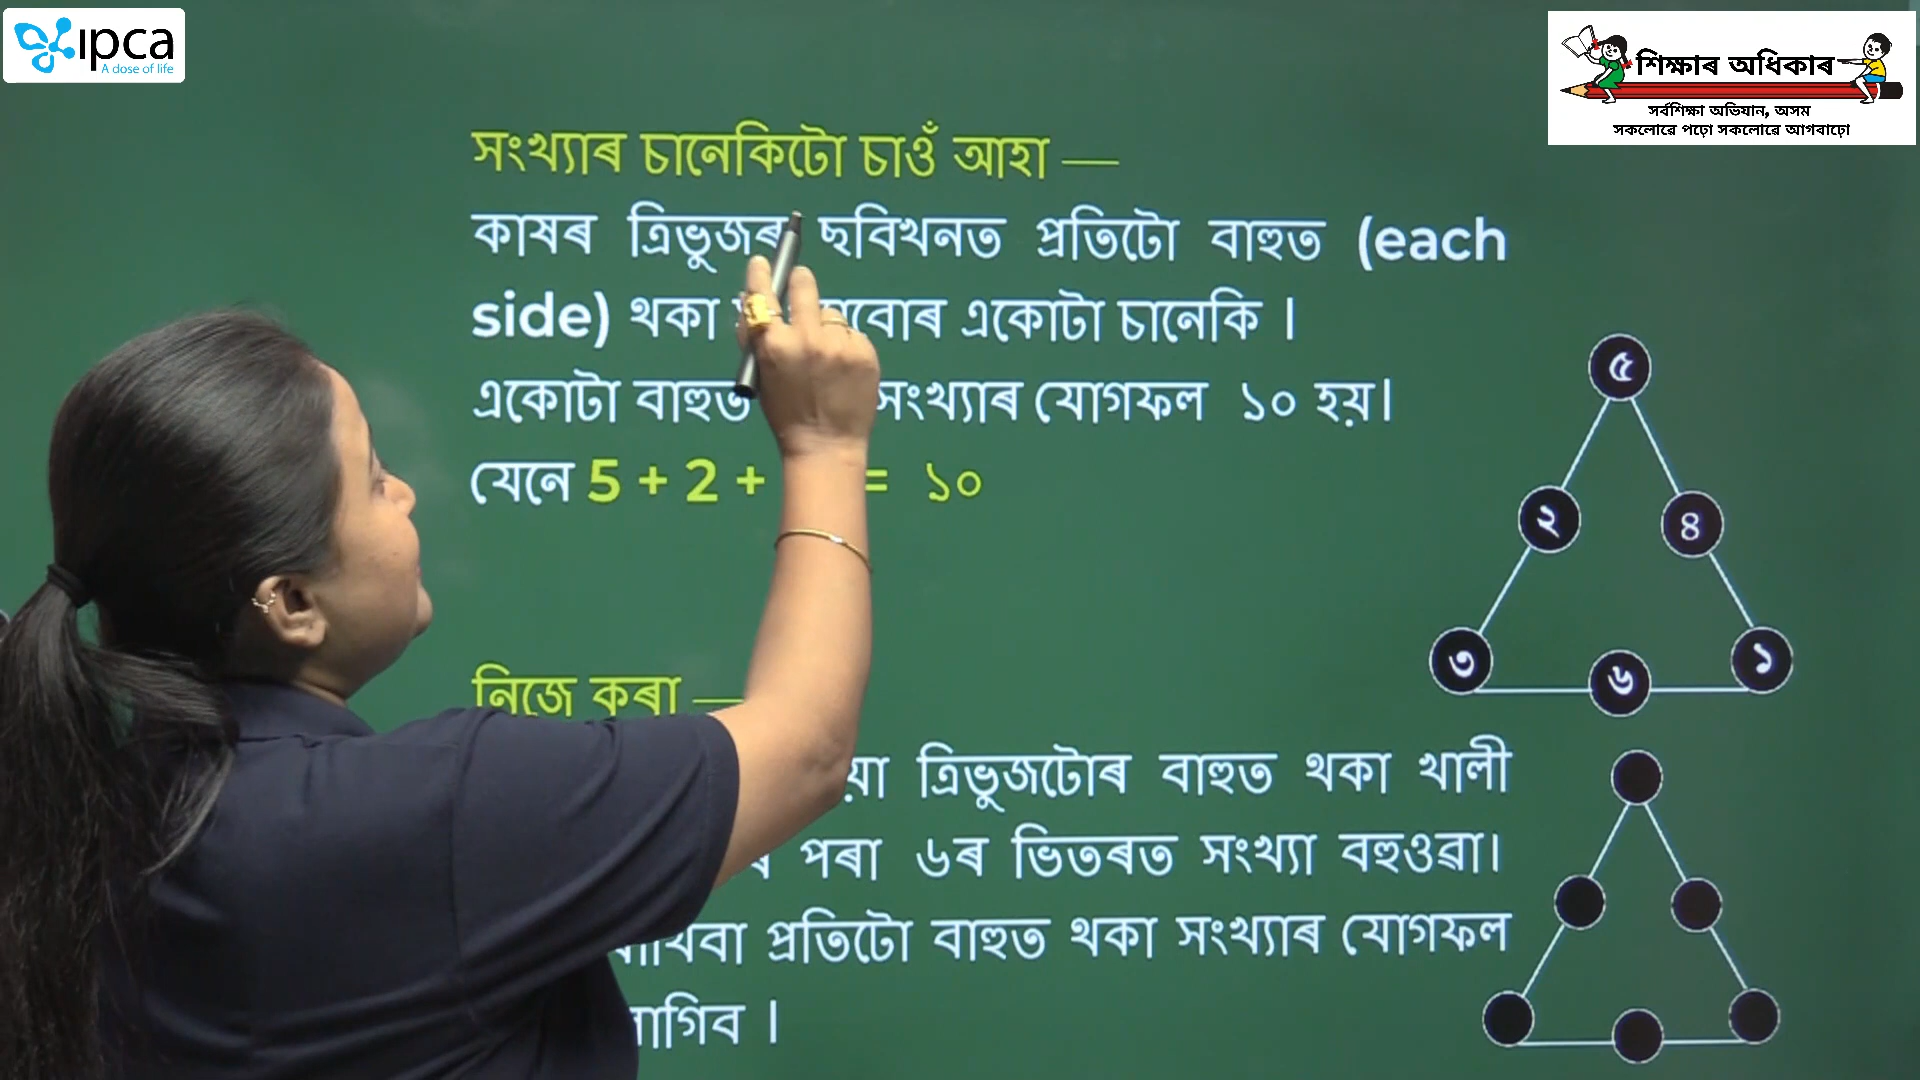 ipca
A dose of life
শিক্ষাৰ অধিকাৰ
সৰ্বশিক্ষা অভিযান, অসম
সকলোৱে পঢ়ো সকলোৱে আগবাঢ়ো
সংখ্যাৰ চানেকিটো চাওঁ আহা —
কাষৰ ত্ৰিভুজৰ ছবিখনত প্ৰতিটো বাহুত (each
side) থকা একোটা চানেকি ।
একোটা বাহুত সংখ্যাৰ যোগফল ১০ হয়।
যেনে 5 + 2 + = ১০
৫
২
৪
৩
৬
১
নিজে কৰা —
ত্ৰিভুজটোৰ বাহুত থকা খালী
পৰা ৬ৰ ভিতৰত সংখ্যা বহুওৱা।
প্ৰতিটো বাহুত থকা সংখ্যাৰ যোগফল